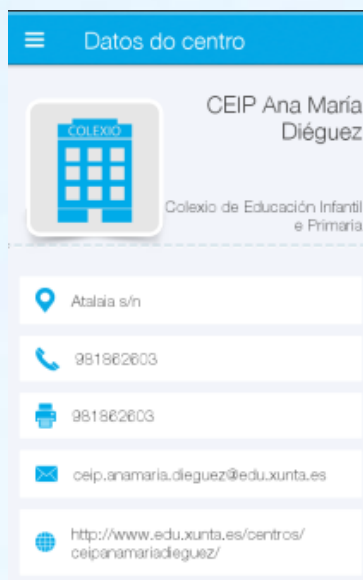 Datos do centro
COLEXIO
CEIP Ana María
Diéguez
Colexio de Educación Infantil
e Primaria
Atalaia s/n
981862603
981862603
ceip.anamaria.dieguez@edu.xunta.es
http://www.edu.xunta.es/centros/
ceipanamariadieguez/